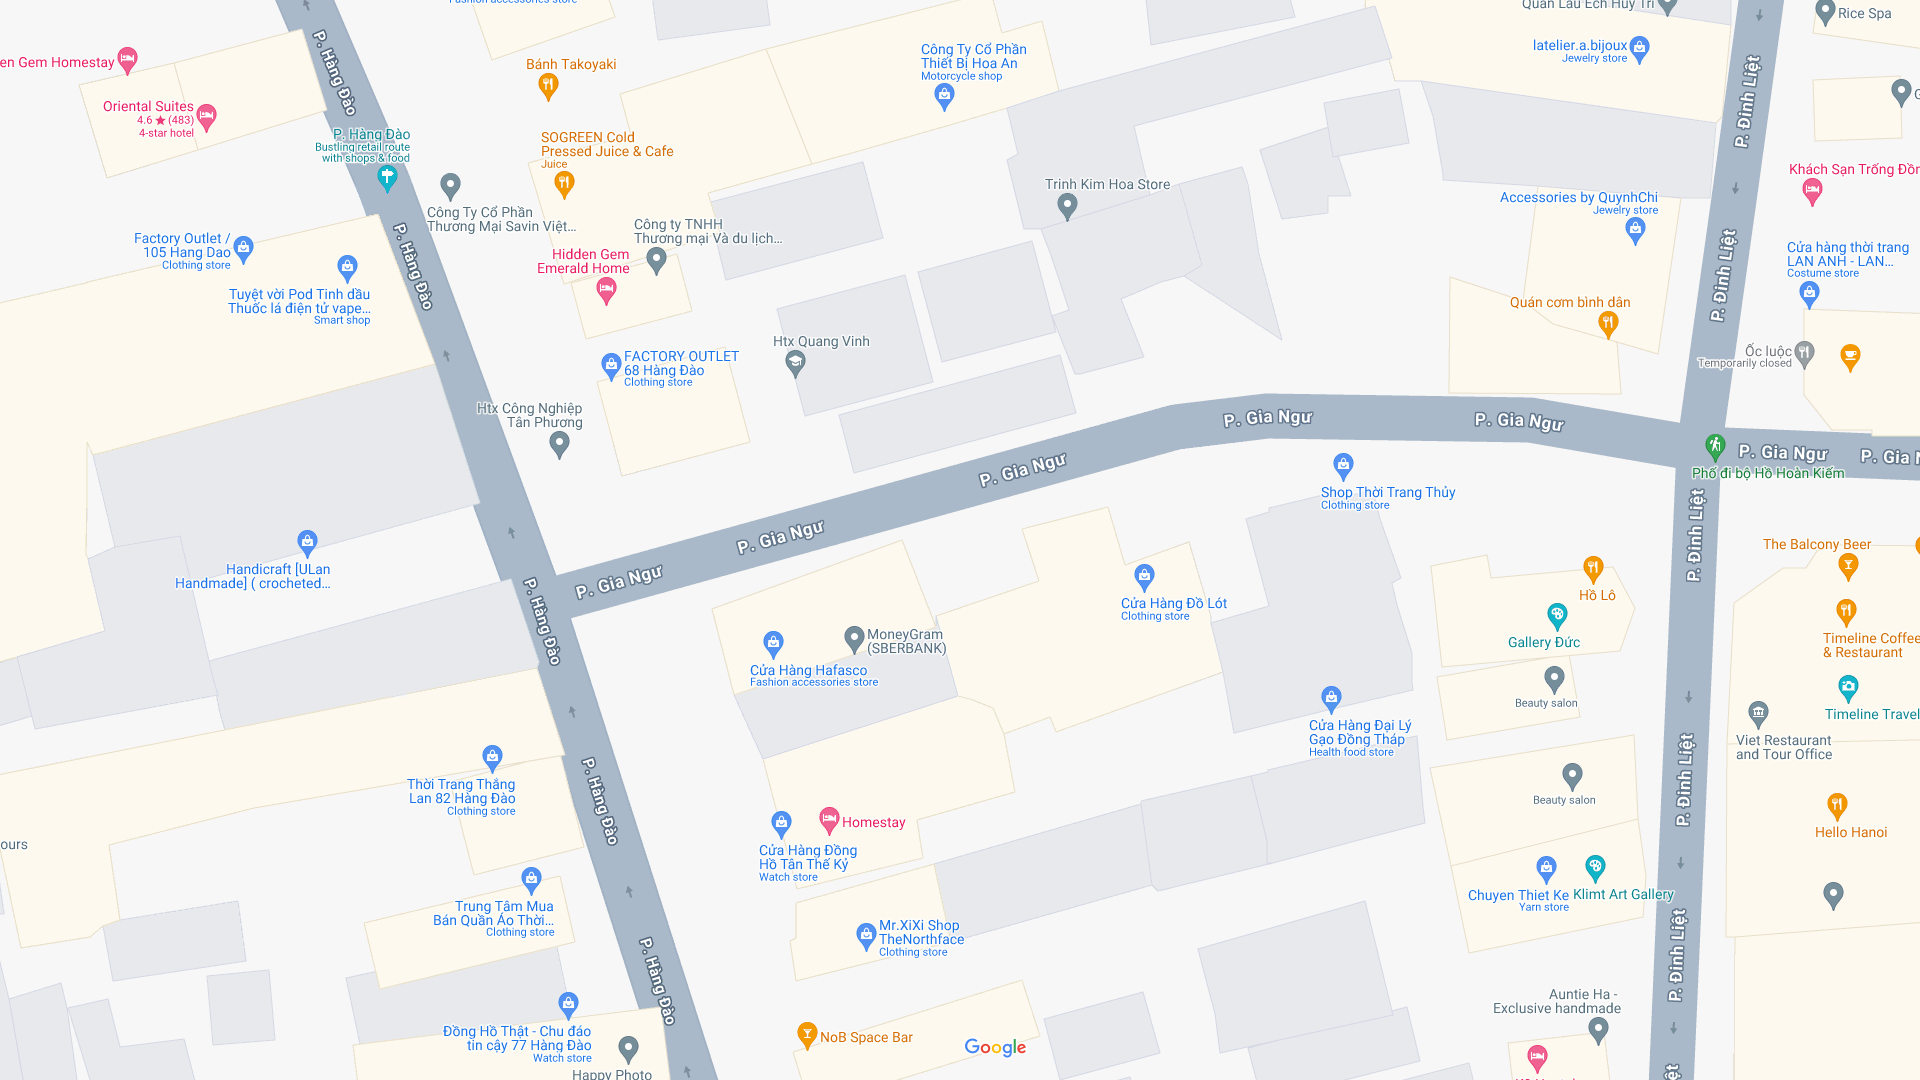 Fashion accessories store
Quán Lẩu Ếch Huy Trí
Rice Spa
P. Hàng Đào
en Gem Homestay
Bánh Takoyaki
Công Ty Cổ Phần
Thiết Bị Hoa An
Motorcycle shop
latelier.a.bijoux
Jewelry store
P. Đinh Liệt
Oriental Suites
4.6 ★ (483)
4-star hotel
P. Hàng Đào
Bustling retail route
with shops & food
SOGREEN Cold
Pressed Juice & Cafe
Juice
Khách Sạn Trống Đồn
Trinh Kim Hoa Store
Accessories by QuynhChi
Jewelry store
Công Ty Cổ Phần
Thương Mại Savin Việt...
Công ty TNHH
Thương mại Và du lịch...
Factory Outlet /
105 Hang Dao
Clothing store
P. Hàng Đào
Hidden Gem
Emerald Home
P. Đinh Liệt
Cửa hàng thời trang
LAN ANH - LAN...
Costume store
Tuyệt vời Pod Tinh dầu
Thuốc lá điện tử vape...
Smart shop
Quán cơm bình dân
Htx Quang Vinh
FACTORY OUTLET
68 Hàng Đào
Clothing store
Ốc luộc
Temporarily closed
Htx Công Nghiệp
Tân Phương
P. Gia Ngư
P. Gia Ngư
P. Gia Ngư
P. Gia N
P. Gia Ngư
Phố đi bộ Hồ Hoàn Kiếm
Shop Thời Trang Thủy
Clothing store
P. Gia Ngư
P. Đinh Liệt
The Balcony Beer
Handicraft [ULan
Handmade] ( crocheted...
P. Gia Ngư
P. Hàng Đào
Cửa Hàng Đồ Lót
Clothing store
Hồ Lô
MoneyGram
(SBERBANK)
Gallery Đức
Timeline Coffee
& Restaurant
Cửa Hàng Hafasco
Fashion accessories store
Beauty salon
Timeline Travel
Cửa Hàng Đại Lý
Gạo Đồng Tháp
Health food store
Viet Restaurant
and Tour Office
P. Đinh Liệt
Thời Trang Thắng
Lan 82 Hàng Đào
Clothing store
P. Hàng Đào
Beauty salon
Homestay
Hello Hanoi
ours
Cửa Hàng Đồng
Hồ Tân Thế Kỷ
Watch store
Chuyen Thiet Ke
Yarn store
Klimt Art Gallery
Trung Tâm Mua
Bán Quần Áo Thời...
Clothing store
Mr.XiXi Shop
TheNorthface
Clothing store
P. Hàng Đào
P. Đinh Liệt
Auntie Ha -
Exclusive handmade
Đồng Hồ Thật - Chu đáo
tin cậy 77 Hàng Đào
Watch store
NoB Space Bar
Google
Happy Photo